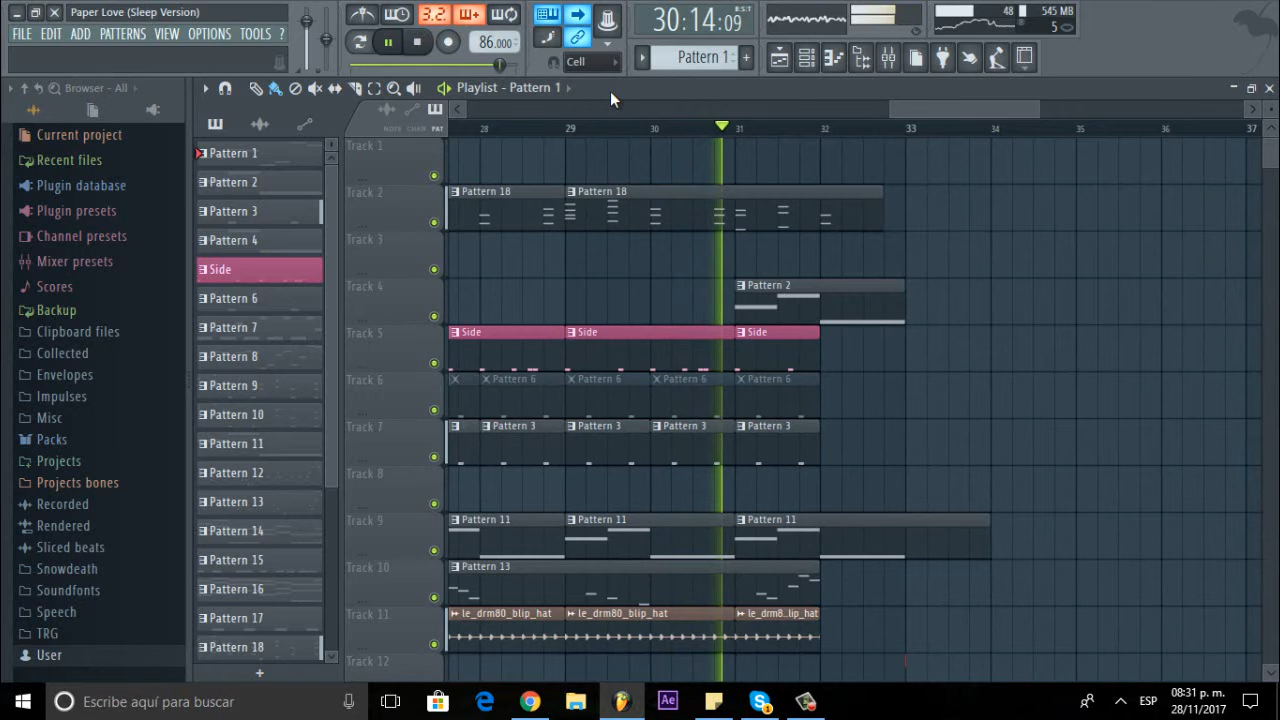 Paper Love (Sleep Version)
FILE EDIT ADD PATTERNS VIEW OPTIONS TOOLS ?
3.2.
86.000
Cell
30:14:09
B:S:T
Pattern 1
48
545 MB
5
Browser - All
Playlist - Pattern 1
NOTE CHAN PAT
28 29 30 31 32 33 34 35 36 37
Current project
Recent files
Plugin database
Plugin presets
Channel presets
Mixer presets
Scores
Backup
Clipboard files
Collected
Envelopes
Impulses
Misc
Packs
Projects
Projects bones
Recorded
Rendered
Sliced beats
Snowdeath
Soundfonts
Speech
TRG
User
Pattern 1
Pattern 2
Pattern 3
Pattern 4
Side
Pattern 6
Pattern 7
Pattern 8
Pattern 9
Pattern 10
Pattern 11
Pattern 12
Pattern 13
Pattern 14
Pattern 15
Pattern 16
Pattern 17
Pattern 18
Track 1
Track 2
Pattern 18
Pattern 18
Track 3
Track 4
Pattern 2
Track 5
Side
Side
Side
Track 6
Pattern 6
Pattern 6
Pattern 6
Pattern 6
Track 7
Pattern 3
Pattern 3
Pattern 3
Pattern 3
Track 8
Track 9
Pattern 11
Pattern 11
Pattern 11
Track 10
Pattern 13
Track 11
le_drm80_blip_hat
le_drm80_blip_hat
le_drm8..lip_hat
Track 12
Escribe aquí para buscar
Ae
ESP
08:31 p. m.
28/11/2017